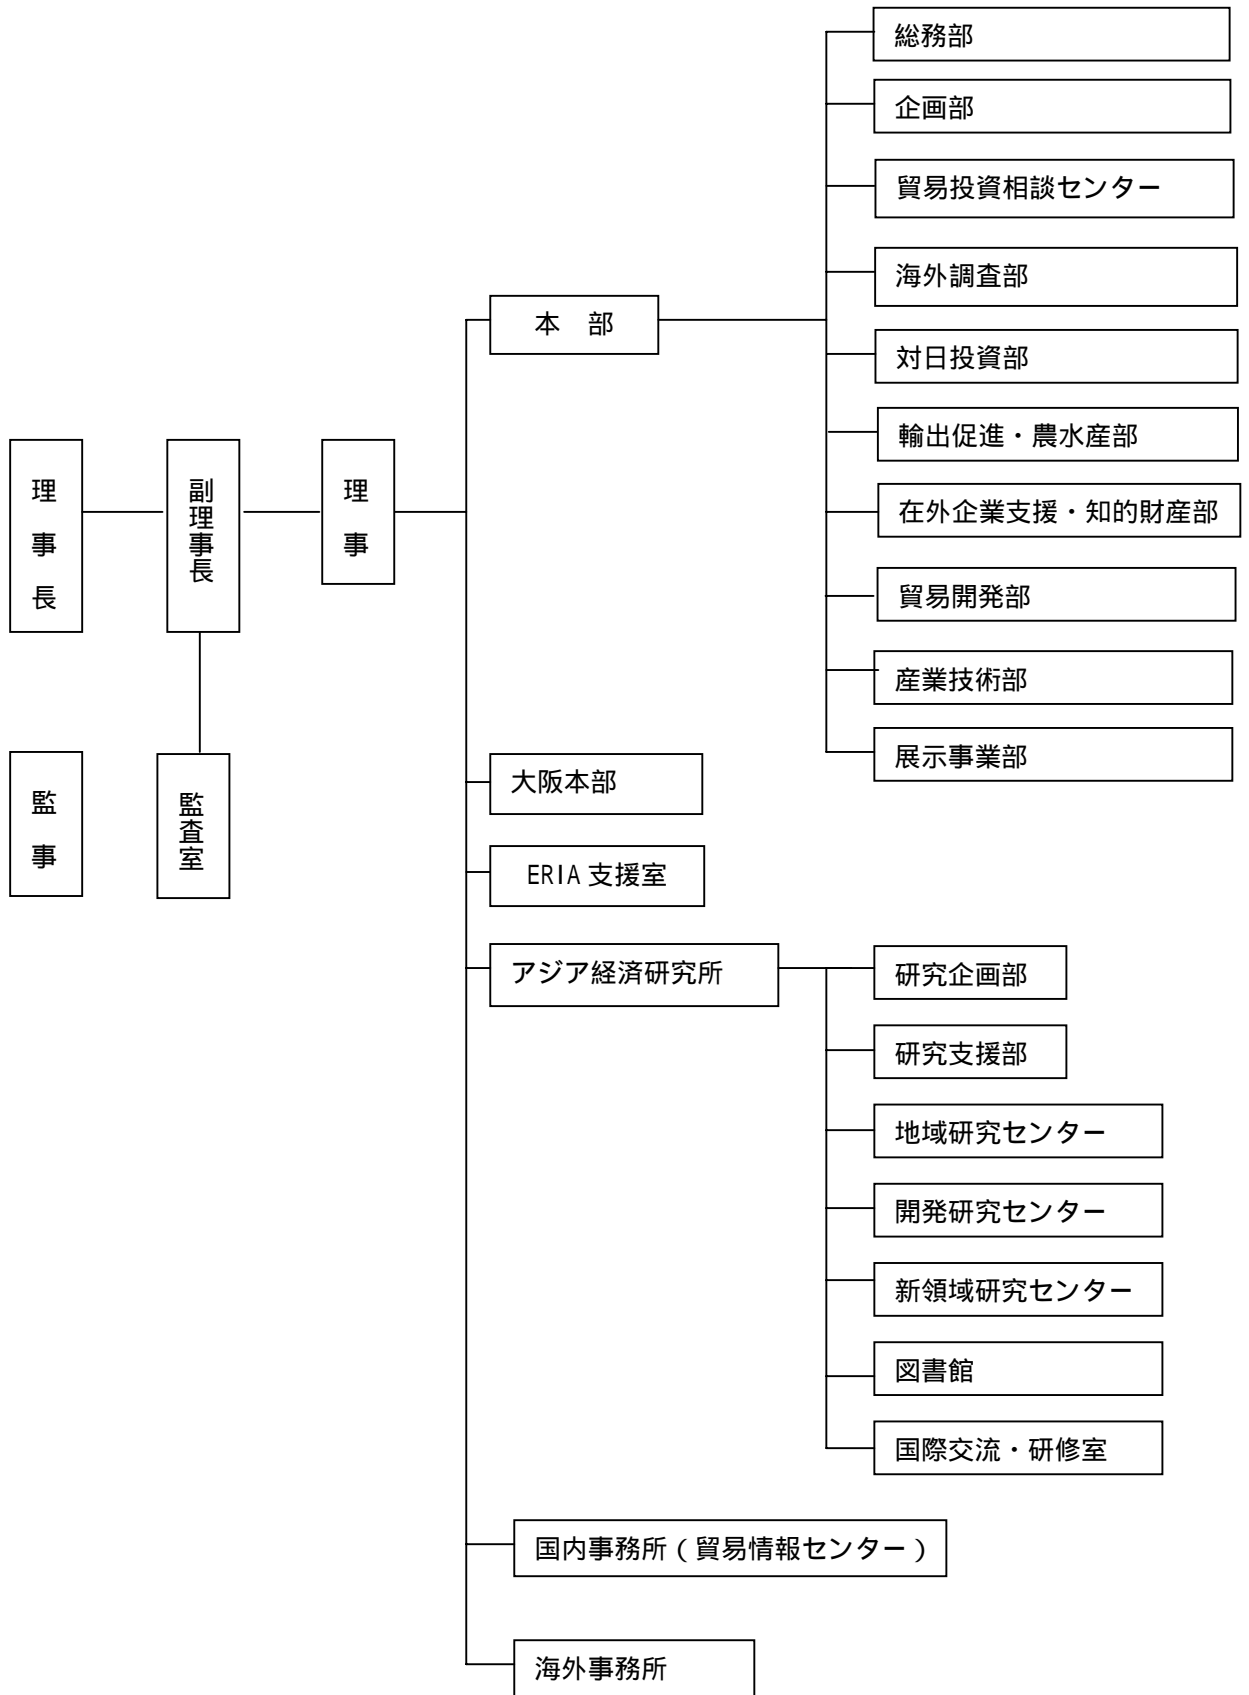 理事長
副理事長
理事
監事
監査室
本　部
総務部
企画部
貿易投資相談センター
海外調査部
対日投資部
輸出促進・農水産部
在外企業支援・知的財産部
貿易開発部
産業技術部
展示事業部
大阪本部
ERIA 支援室
アジア経済研究所
研究企画部
研究支援部
地域研究センター
開発研究センター
新領域研究センター
図書館
国際交流・研修室
国内事務所（貿易情報センター）
海外事務所